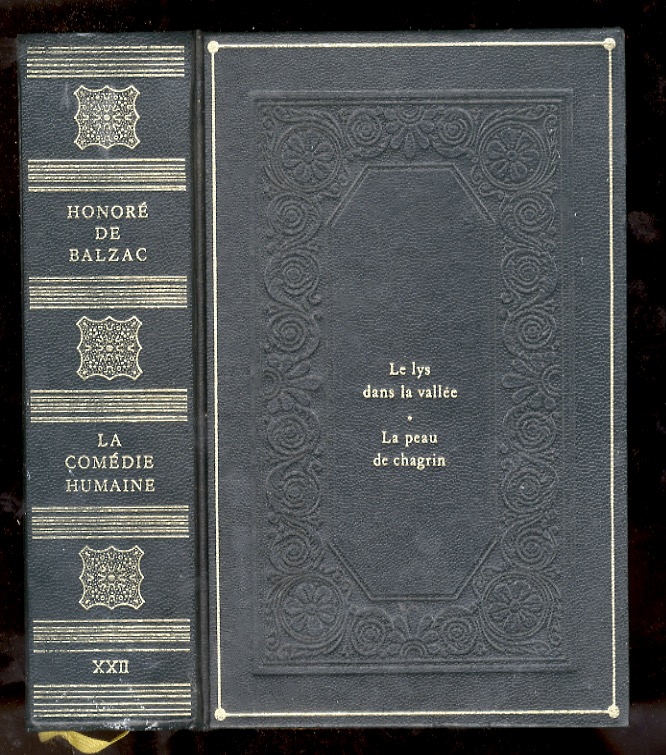 HONORÉ
DE
BALZAC
LA
COMÉDIE
HUMAINE
XXII
Le lys
dans la vallée
•
La peau
de chagrin